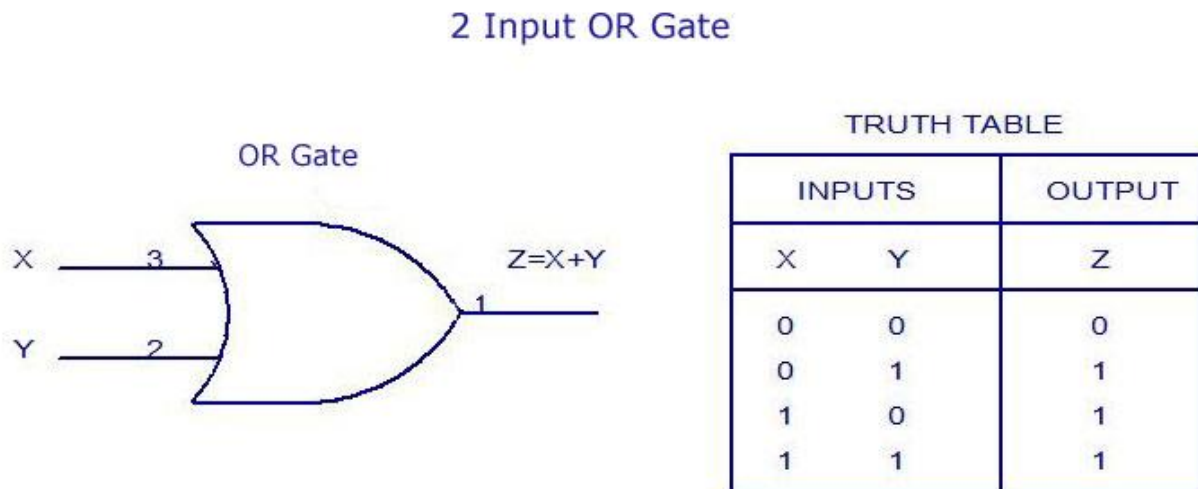 2 Input OR Gate
OR Gate
X 3
Y 2
1
Z=X+Y
TRUTH TABLE
INPUTS OUTPUT
X Y Z
0 0 0
0 1 1
1 0 1
1 1 1